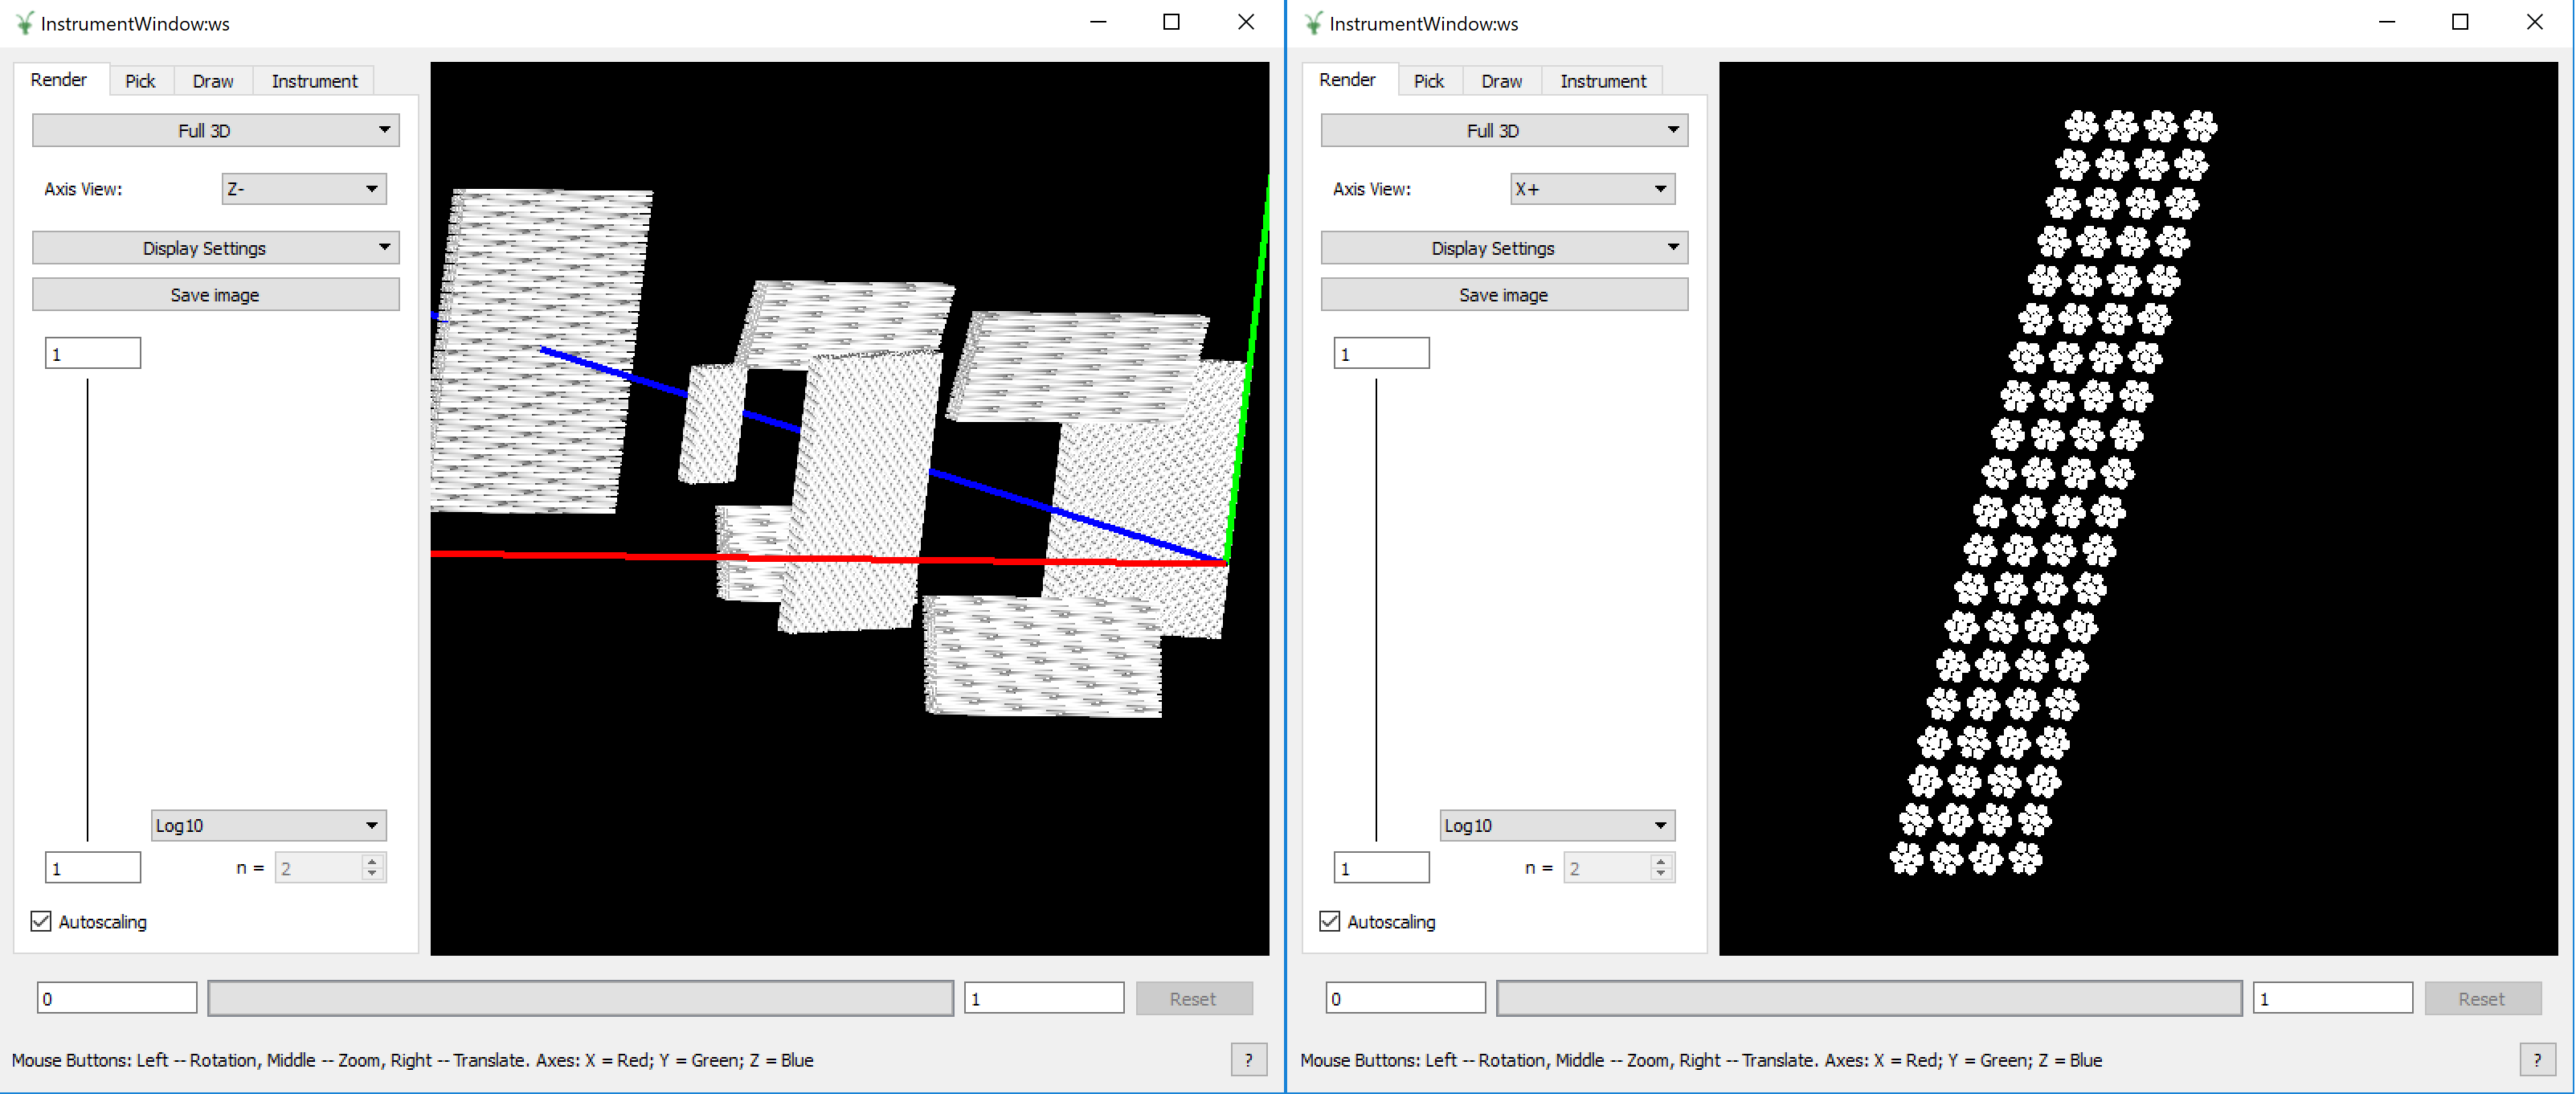 InstrumentWindow:ws
Render Pick Draw Instrument
Full 3D
Axis View: Z-
Display Settings
Save image
1
Log10
1 n = 2
Autoscaling
0 1 Reset
Mouse Buttons: Left -- Rotation, Middle -- Zoom, Right -- Translate. Axes: X = Red; Y = Green; Z = Blue ?
InstrumentWindow:ws
Render Pick Draw Instrument
Full 3D
Axis View: X+
Display Settings
Save image
1
Log10
1 n = 2
Autoscaling
0 1 Reset
Mouse Buttons: Left -- Rotation, Middle -- Zoom, Right -- Translate. Axes: X = Red; Y = Green; Z = Blue ?